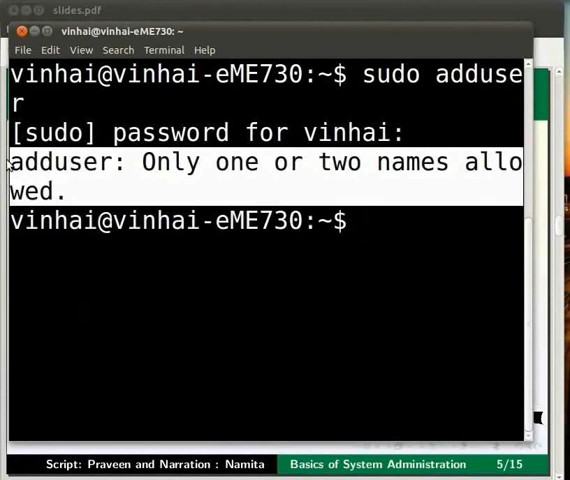 slides.pdf
vinhai@vinhai-eME730: ~
File Edit View Search Terminal Help
vinhai@vinhai-eME730:~$ sudo adduse
r
[sudo] password for vinhai:
adduser: Only one or two names allo
wed.
vinhai@vinhai-eME730:~$
Script: Praveen and Narration : Namita Basics of System Administration 5/15